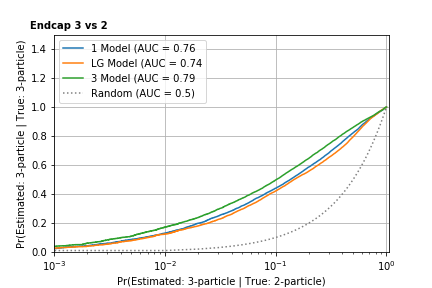 Endcap 3 vs 2
1 Model (AUC = 0.76
LG Model (AUC = 0.74
3 Model (AUC = 0.79
Random (AUC = 0.5)
Pr(Estimated: 3-particle | True: 3-particle)
1.4
1.2
1.0
0.8
0.6
0.4
0.2
0.0
10⁻³
10⁻²
10⁻¹
10⁰
Pr(Estimated: 3-particle | True: 2-particle)